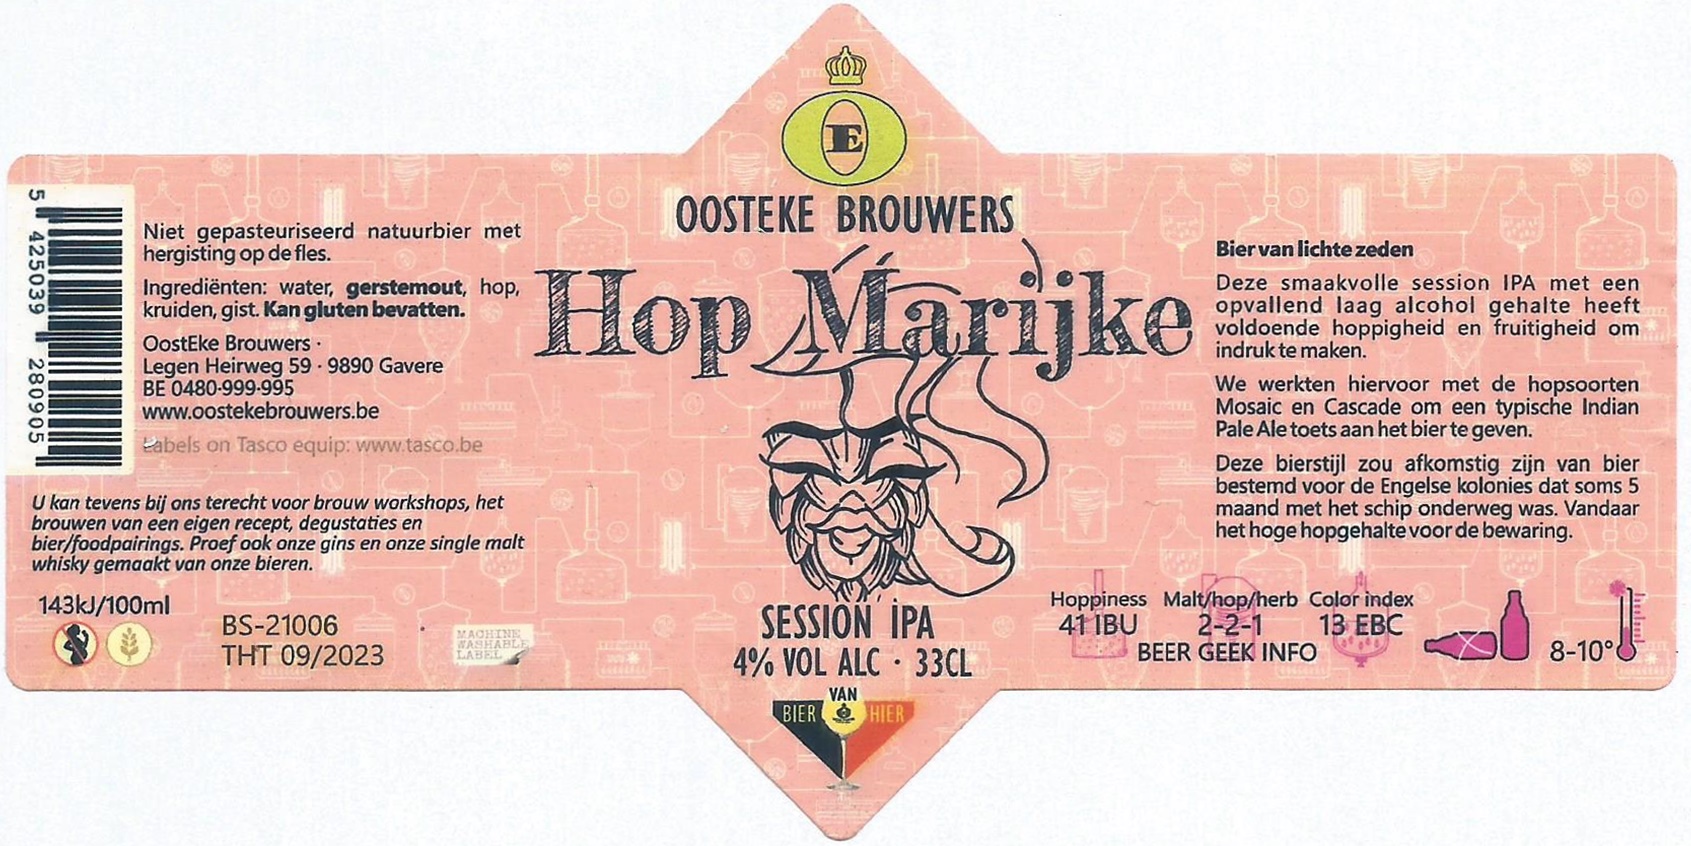 E
OOSTEKE BROUWERS
Hop Marijke
SESSION IPA
4% VOL ALC · 33CL
VAN
BIER HIER
5 425039 280905
Niet gepasteuriseerd natuurbier met
hergisting op de fles.
Ingrediënten: water, gerstemout, hop,
kruiden, gist. Kan gluten bevatten.
OostEke Brouwers ·
Legen Heirweg 59 · 9890 Gavere
BE 0480-999-995
www.oostekebrouwers.be
Labels on Tasco equip: www.tasco.be
U kan tevens bij ons terecht voor brouw workshops, het
brouwen van een eigen recept, degustaties en
bier/foodpairings. Proef ook onze gins en onze single malt
whisky gemaakt van onze bieren.
143kJ/100ml
BS-21006
THT 09/2023
MACHINE
WASHABLE
LABEL
Bier van lichte zeden
Deze smaakvolle session IPA met een
opvallend laag alcohol gehalte heeft
voldoende hoppigheid en fruitigheid om
indruk te maken.
We werkten hiervoor met de hopsoorten
Mosaic en Cascade om een typische Indian
Pale Ale toets aan het bier te geven.
Deze bierstijl zou afkomstig zijn van bier
bestemd voor de Engelse kolonies dat soms 5
maand met het schip onderweg was. Vandaar
het hoge hopgehalte voor de bewaring.
Hoppiness Malt/hop/herb Color index
41 IBU 2-2-1 13 EBC
BEER GEEK INFO
8-10°